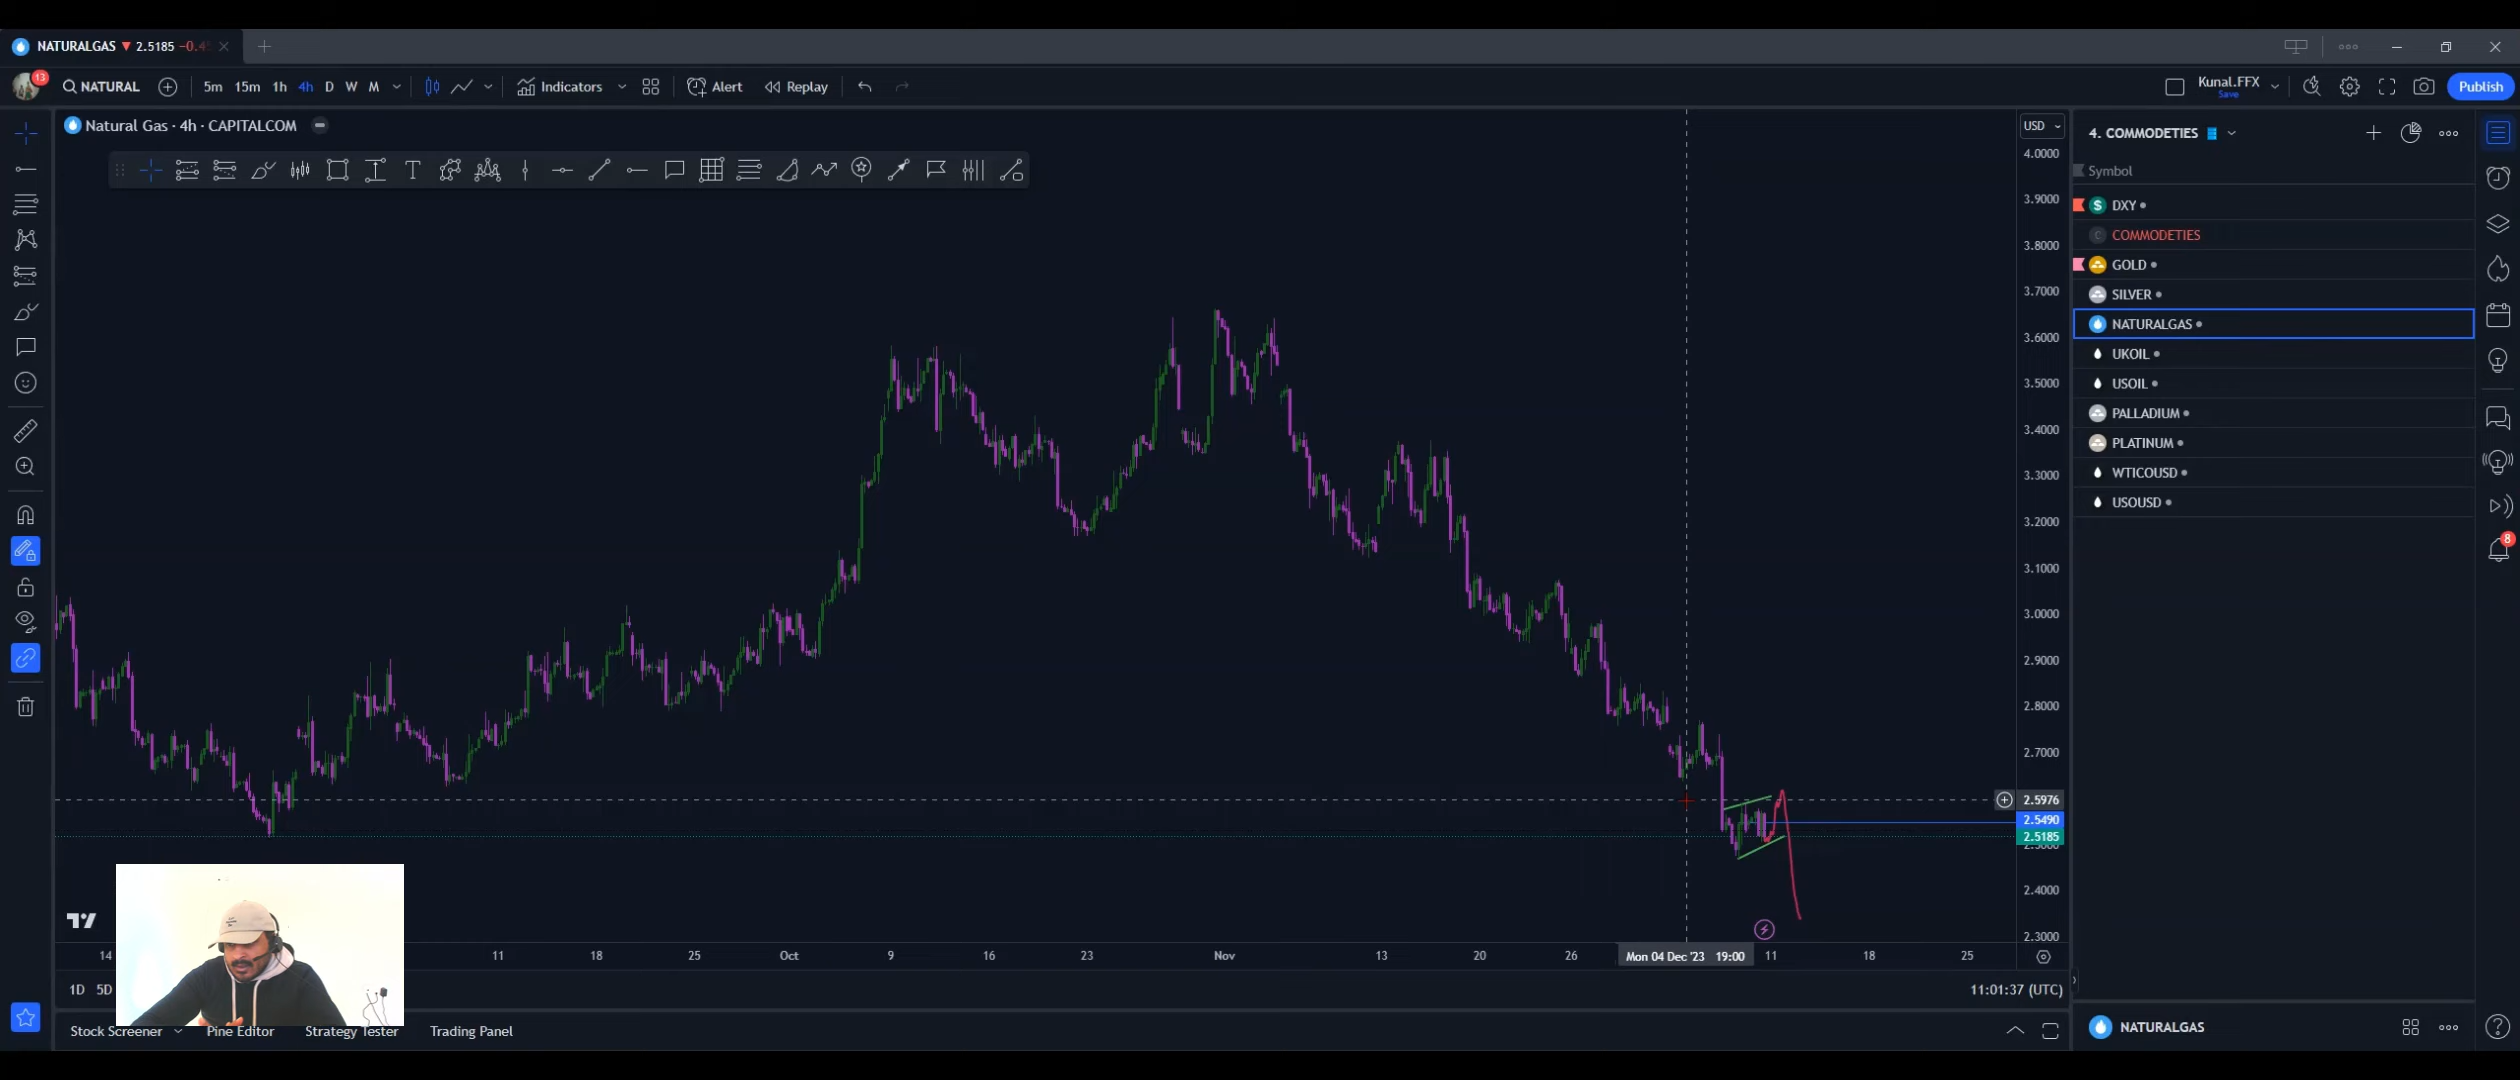 NATURALGAS ▼ 2.5185 −0.4
13 NATURAL 5m 15m 1h 4h D W M Indicators Alert Replay Kunal.FFX Save Publish
Natural Gas · 4h · CAPITALCOM
USD
4.0000
3.9000
3.8000
3.7000
3.6000
3.5000
3.4000
3.3000
3.2000
3.1000
3.0000
2.9000
2.8000
2.7000
2.5976
2.5490
2.5185
2.4000
2.3000
14 11 18 25 Oct 9 16 23 Nov 13 20 26 Mon 04 Dec '23 19:00 11 18 25
1D 5D 11:01:37 (UTC)
Stock Screener Pine Editor Strategy Tester Trading Panel
4. COMMODETIES
Symbol
DXY
COMMODETIES
GOLD
SILVER
NATURALGAS
UKOIL
USOIL
PALLADIUM
PLATINUM
WTICOUSD
USOUSD
8
NATURALGAS